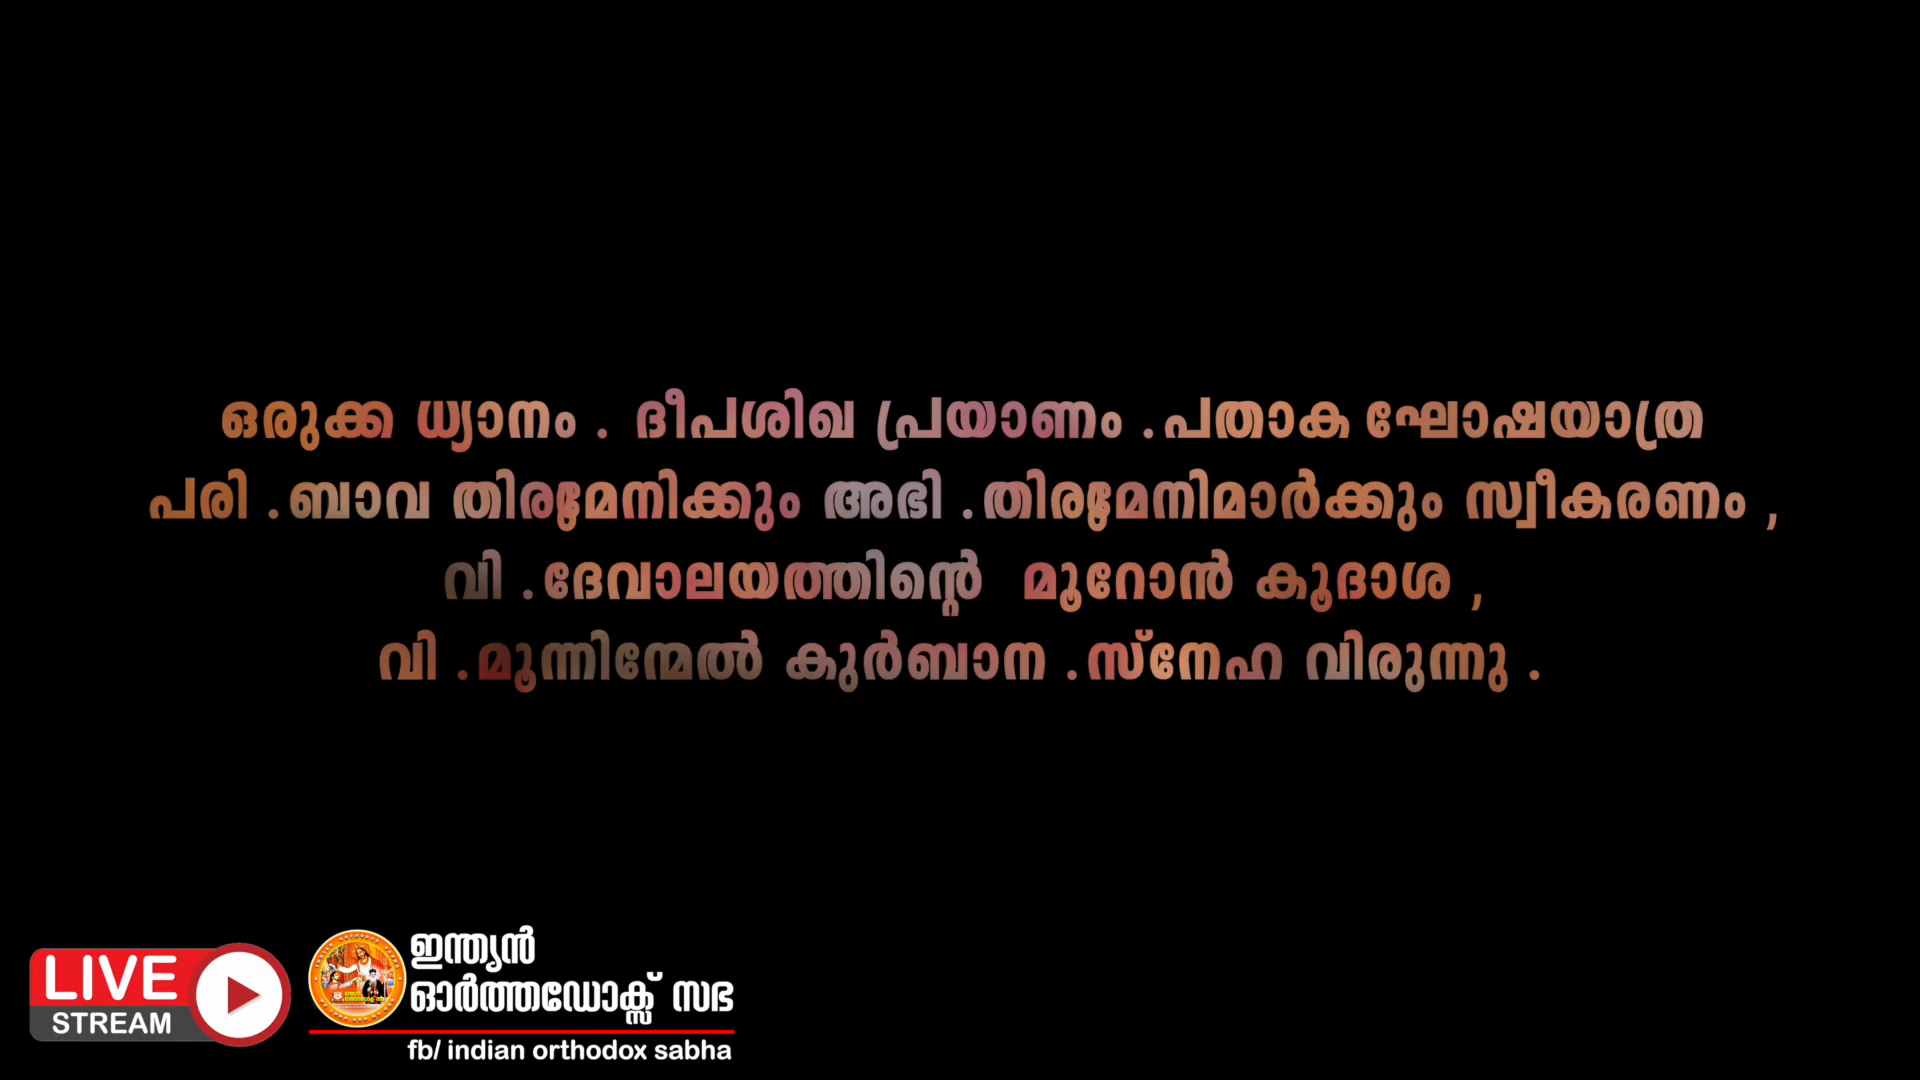 ഒരുക്ക ധ്യാനം . ദീപശിഖ പ്രയാണം .പതാക ഘോഷയാത്ര
പരി .ബാവ തിരുമേനിക്കും അഭി .തിരുമേനിമാർക്കും സ്വീകരണം ,
വി .ദേവാലയത്തിന്റെ മൂറോൻ കൂദാശ ,
വി .മൂന്നിന്മേൽ കുർബാന .സ്നേഹ വിരുന്നു .
LIVE
STREAM
ഇന്ത്യൻ
ഓർത്തഡോക്സ് സഭ
fb/ indian orthodox sabha